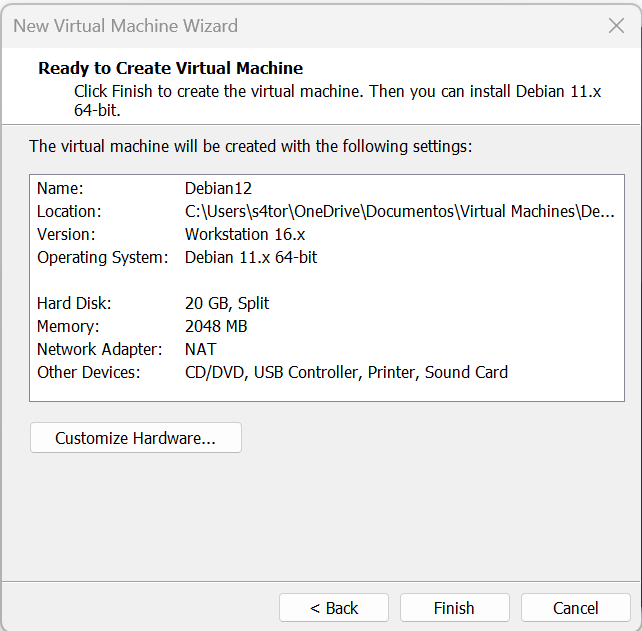 New Virtual Machine Wizard
Ready to Create Virtual Machine
Click Finish to create the virtual machine. Then you can install Debian 11.x
64-bit.
The virtual machine will be created with the following settings:
Name: Debian12
Location: C:\Users\s4tor\OneDrive\Documentos\Virtual Machines\De...
Version: Workstation 16.x
Operating System: Debian 11.x 64-bit
Hard Disk: 20 GB, Split
Memory: 2048 MB
Network Adapter: NAT
Other Devices: CD/DVD, USB Controller, Printer, Sound Card
Customize Hardware...
< Back Finish Cancel